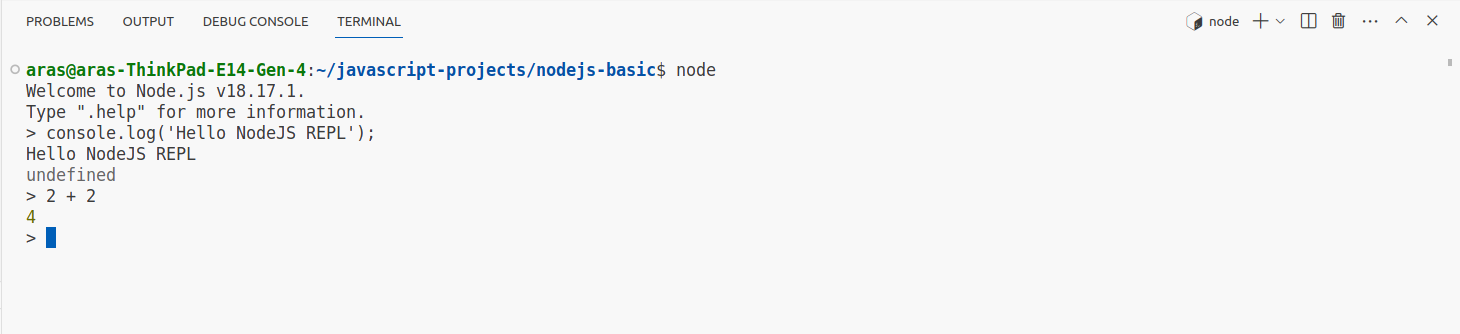 PROBLEMS OUTPUT DEBUG CONSOLE TERMINAL node
aras@aras-ThinkPad-E14-Gen-4:~/javascript-projects/nodejs-basic$ node
Welcome to Node.js v18.17.1.
Type ".help" for more information.
> console.log('Hello NodeJS REPL');
Hello NodeJS REPL
undefined
> 2 + 2
4
>